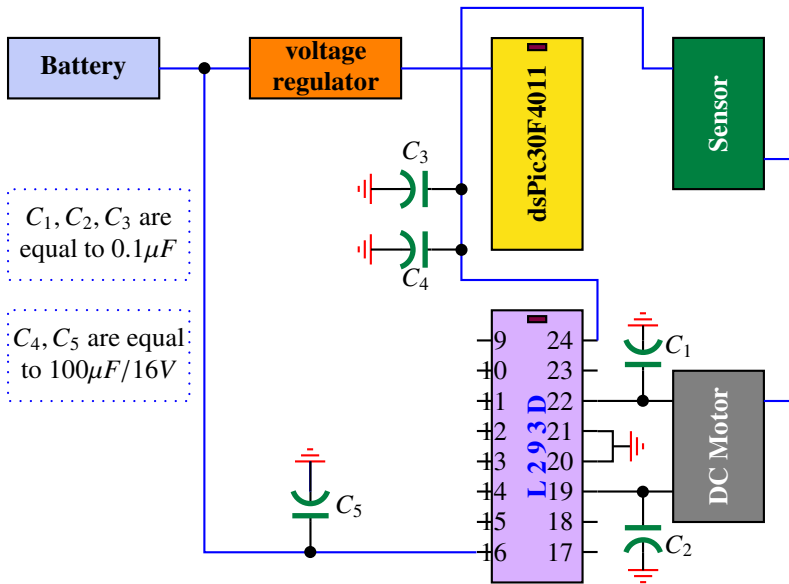 Battery
voltage
regulator
dsPic30F4011
Sensor
C₃
C₄
C₁, C₂, C₃ are
equal to 0.1μF
C₄, C₅ are equal
to 100μF/16V
L293D
9
10
11
12
13
14
15
16
24
23
22
21
20
19
18
17
C₁
C₂
C₅
DC Motor